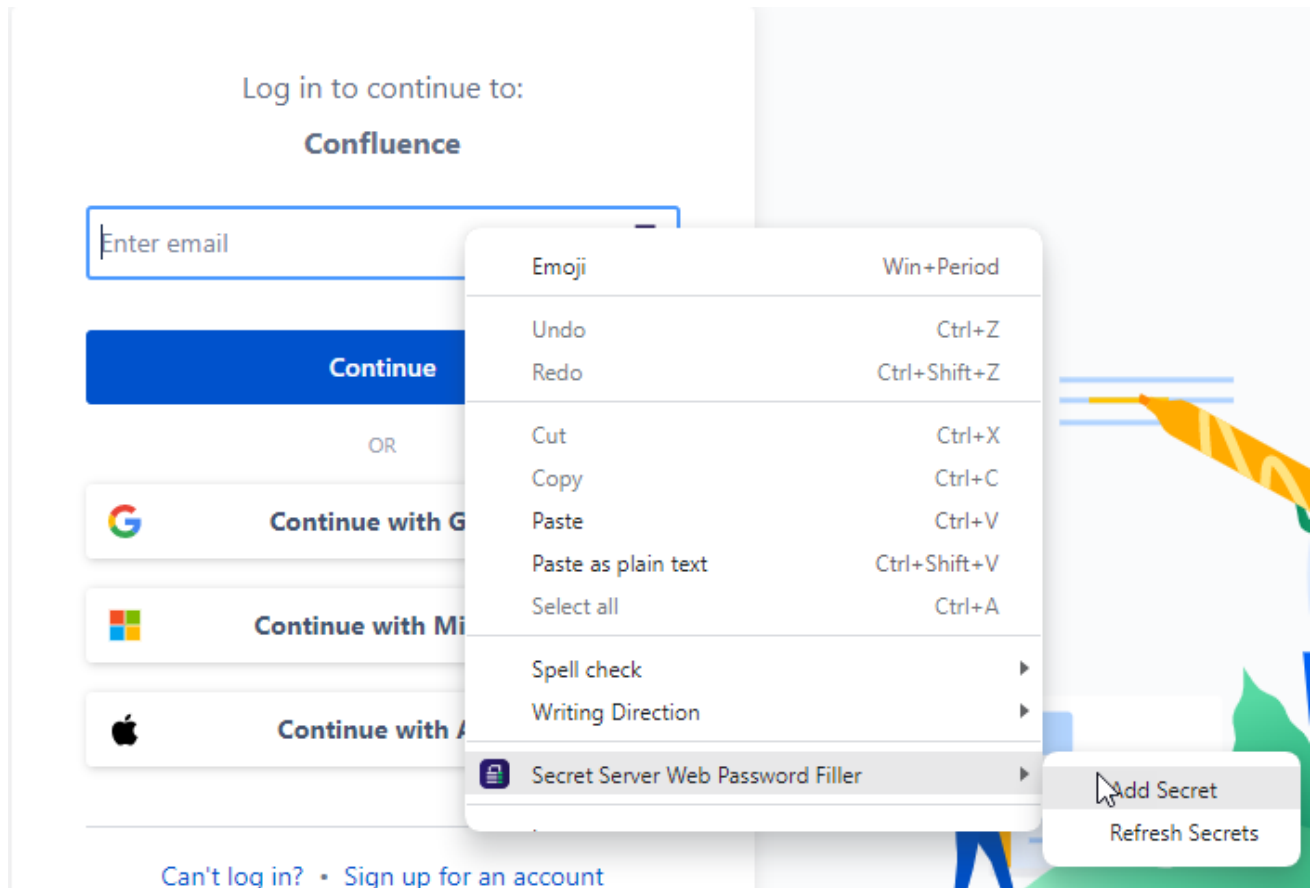 Log in to continue to:
Confluence
Enter email
Continue
OR
Continue with G
Continue with Mi
Continue with
Can't log in? • Sign up for an account
Emoji Win+Period
Undo Ctrl+Z
Redo Ctrl+Shift+Z
Cut Ctrl+X
Copy Ctrl+C
Paste Ctrl+V
Paste as plain text Ctrl+Shift+V
Select all Ctrl+A
Spell check
Writing Direction
Secret Server Web Password Filler
Add Secret
Refresh Secrets